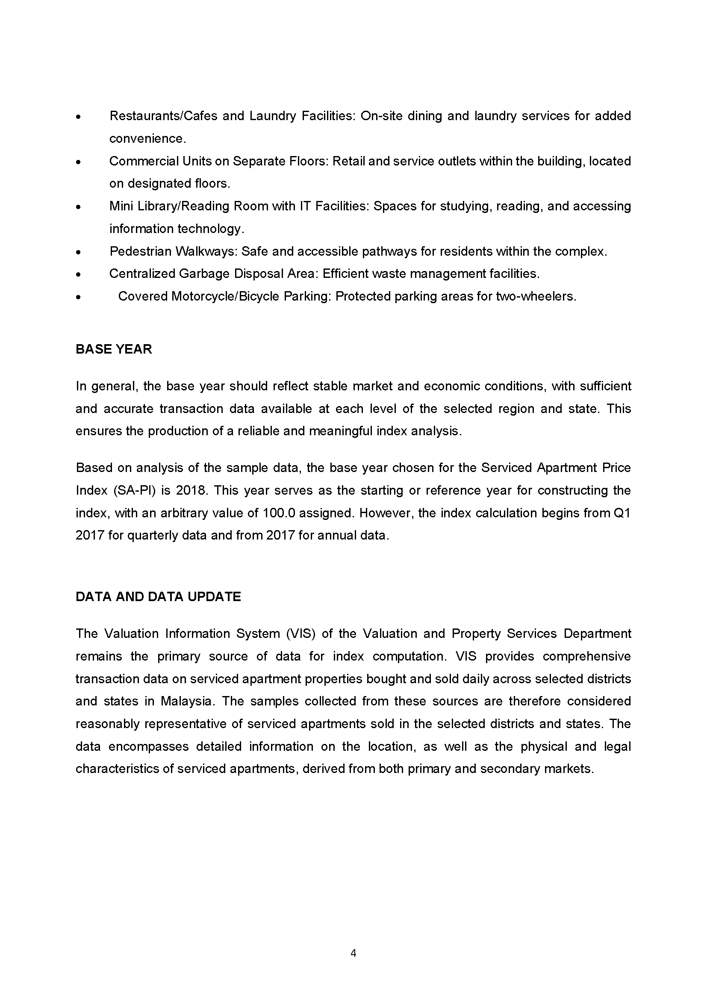 • Restaurants/Cafes and Laundry Facilities: On-site dining and laundry services for added
convenience.
• Commercial Units on Separate Floors: Retail and service outlets within the building, located
on designated floors.
• Mini Library/Reading Room with IT Facilities: Spaces for studying, reading, and accessing
information technology.
• Pedestrian Walkways: Safe and accessible pathways for residents within the complex.
• Centralized Garbage Disposal Area: Efficient waste management facilities.
• Covered Motorcycle/Bicycle Parking: Protected parking areas for two-wheelers.
BASE YEAR
In general, the base year should reflect stable market and economic conditions, with sufficient
and accurate transaction data available at each level of the selected region and state. This
ensures the production of a reliable and meaningful index analysis.
Based on analysis of the sample data, the base year chosen for the Serviced Apartment Price
Index (SA-PI) is 2018. This year serves as the starting or reference year for constructing the
index, with an arbitrary value of 100.0 assigned. However, the index calculation begins from Q1
2017 for quarterly data and from 2017 for annual data.
DATA AND DATA UPDATE
The Valuation Information System (VIS) of the Valuation and Property Services Department
remains the primary source of data for index computation. VIS provides comprehensive
transaction data on serviced apartment properties bought and sold daily across selected districts
and states in Malaysia. The samples collected from these sources are therefore considered
reasonably representative of serviced apartments sold in the selected districts and states. The
data encompasses detailed information on the location, as well as the physical and legal
characteristics of serviced apartments, derived from both primary and secondary markets.
4